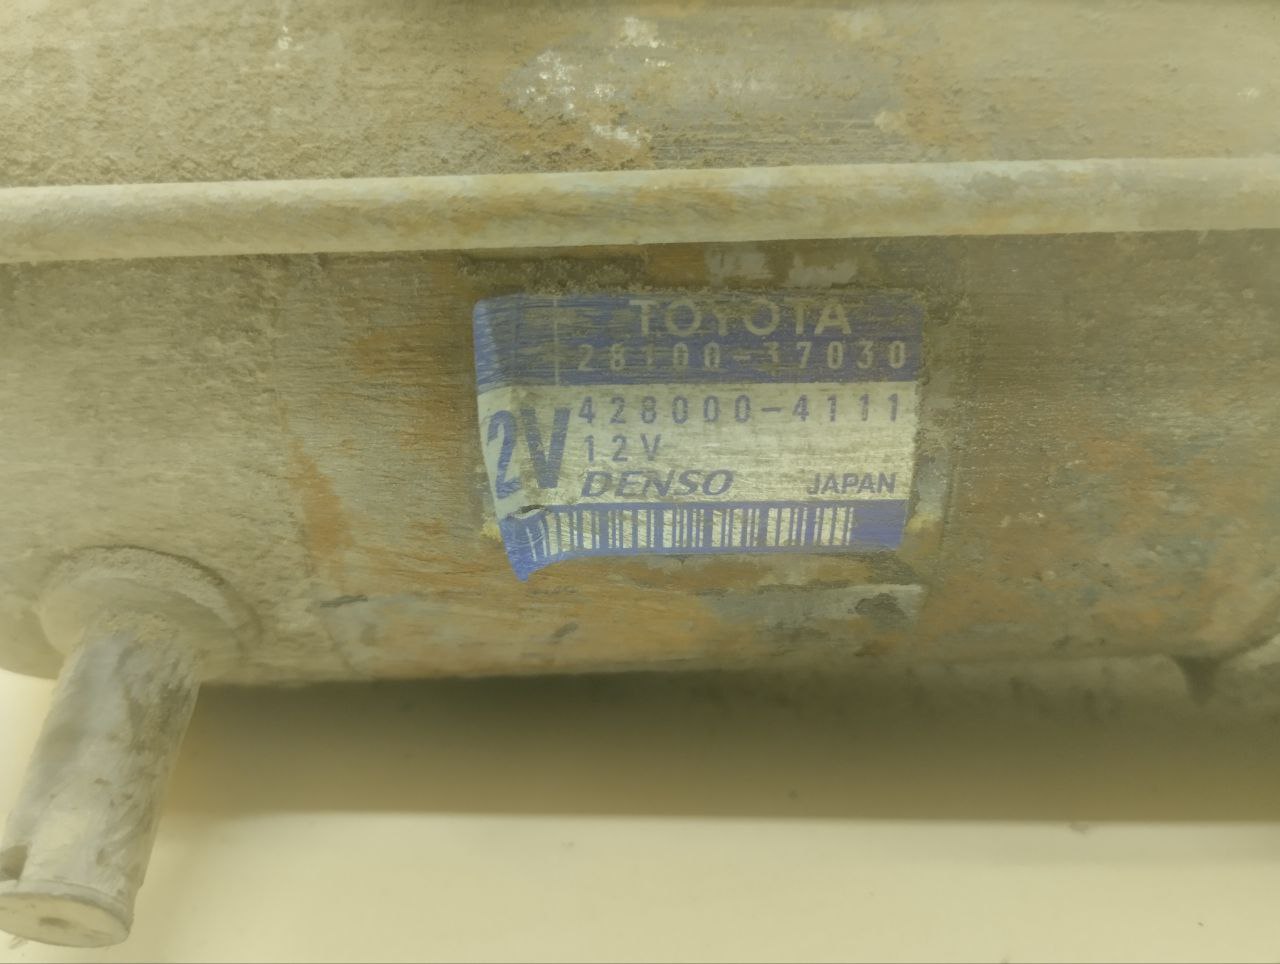 TOYOTA
28100-37030
2V
428000-4111
12V
DENSO JAPAN